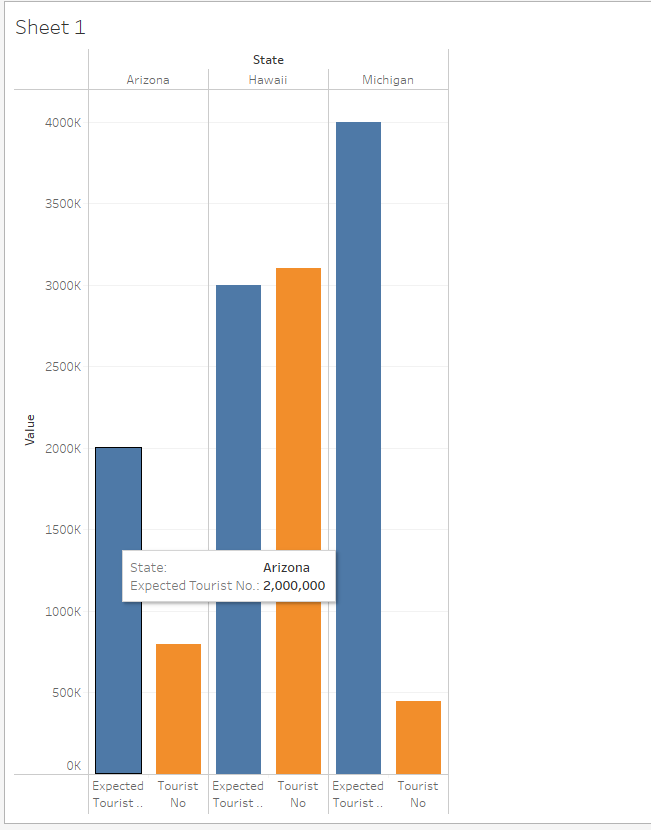 Sheet 1
State
Arizona Hawaii Michigan
4000K
3500K
3000K
2500K
2000K
1500K
1000K
500K
0K
Value
State: Arizona
Expected Tourist No.: 2,000,000
Expected Tourist Expected Tourist Expected Tourist
Tourist .. No Tourist .. No Tourist .. No